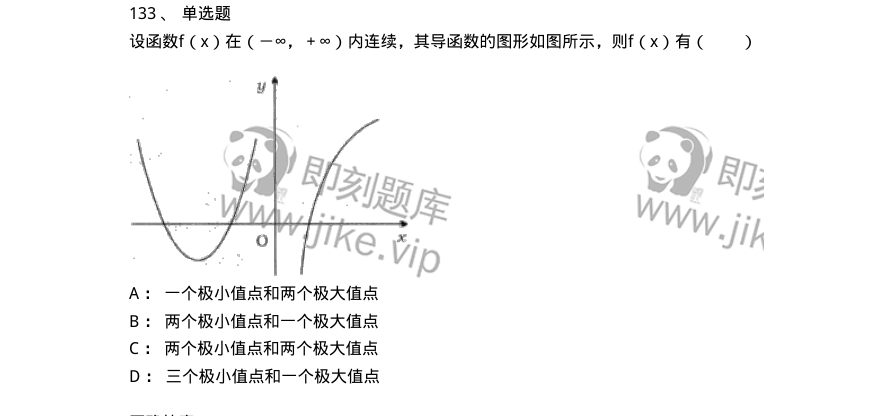 133 、 单选题
设函数f（x）在（－∞，+∞）内连续，其导函数的图形如图所示，则f（x）有（　　）
y
即刻题库
www.jike.vip
即刻
www.jik
O
x
A： 一个极小值点和两个极大值点
B： 两个极小值点和一个极大值点
C： 两个极小值点和两个极大值点
D： 三个极小值点和一个极大值点